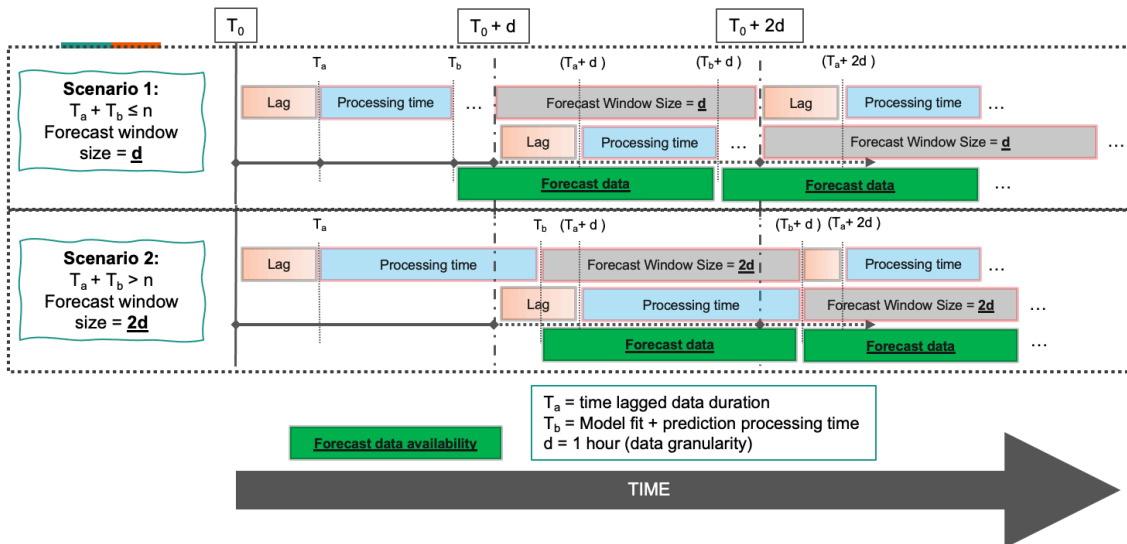 T0
T0 + d
T0 + 2d
Scenario 1:
Ta + Tb ≤ n
Forecast window
size = d
Ta
Tb
(Ta+ d )
(Tb+ d)
(Ta+ 2d )
Lag
Processing time
...
Forecast Window Size = d
Lag
Processing time
...
Lag
Processing time
...
Forecast Window Size = d
...
Forecast data
Forecast data
...
Scenario 2:
Ta + Tb > n
Forecast window
size = 2d
Ta
Tb
(Ta+ d )
(Tb+ d)
(Ta+ 2d )
Lag
Processing time
Forecast Window Size = 2d
Processing time
...
Lag
Processing time
Forecast Window Size = 2d
...
Forecast data
Forecast data
...
Forecast data availability
Ta = time lagged data duration
Tb = Model fit + prediction processing time
d = 1 hour (data granularity)
TIME